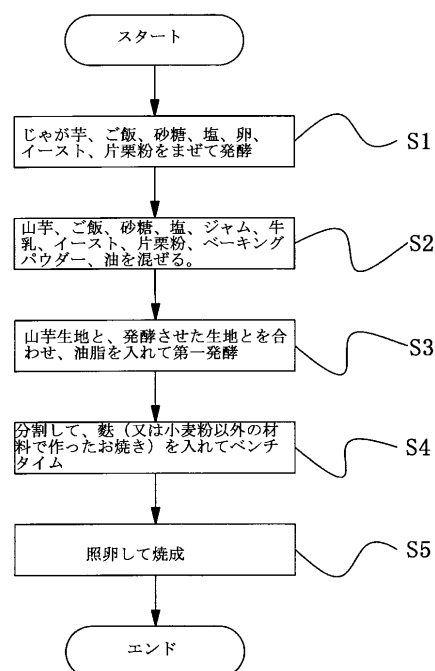 スタート
じゃが芋、ご飯、砂糖、塩、卵、
イースト、片栗粉をまぜて発酵
S1
山芋、ご飯、砂糖、塩、ジャム、牛
乳、イースト、片栗粉、ベーキング
パウダー、油を混ぜる。
S2
山芋生地と、発酵させた生地とを合
わせ、油脂を入れて第一発酵
S3
分割して、麩（又は小麦粉以外の材
料で作ったお焼き）を入れてベンチ
タイム
S4
照卵して焼成
S5
エンド